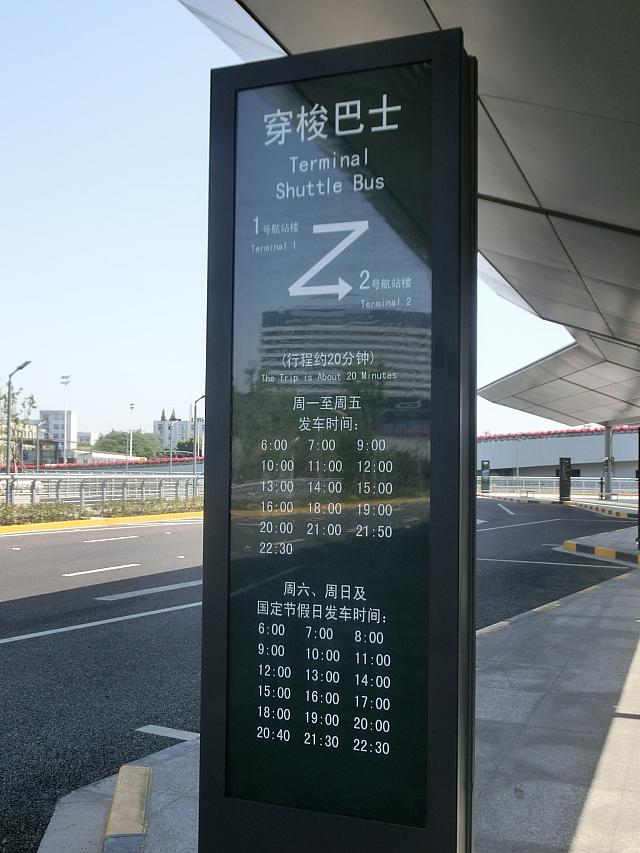 穿梭巴士
Terminal
Shuttle Bus
1号航站楼
Terminal 1
2号航站楼
Terminal 2
(行程约20分钟)
The Trip is About 20 Minutes
周一至周五
发车时间:
6:00 7:00 9:00
10:00 11:00 12:00
13:00 14:00 15:00
16:00 18:00 19:00
20:00 21:00 21:50
22:30
周六、周日及
国定节假日发车时间:
6:00 7:00 8:00
9:00 10:00 11:00
12:00 13:00 14:00
15:00 16:00 17:00
18:00 19:00 20:00
20:40 21:30 22:30